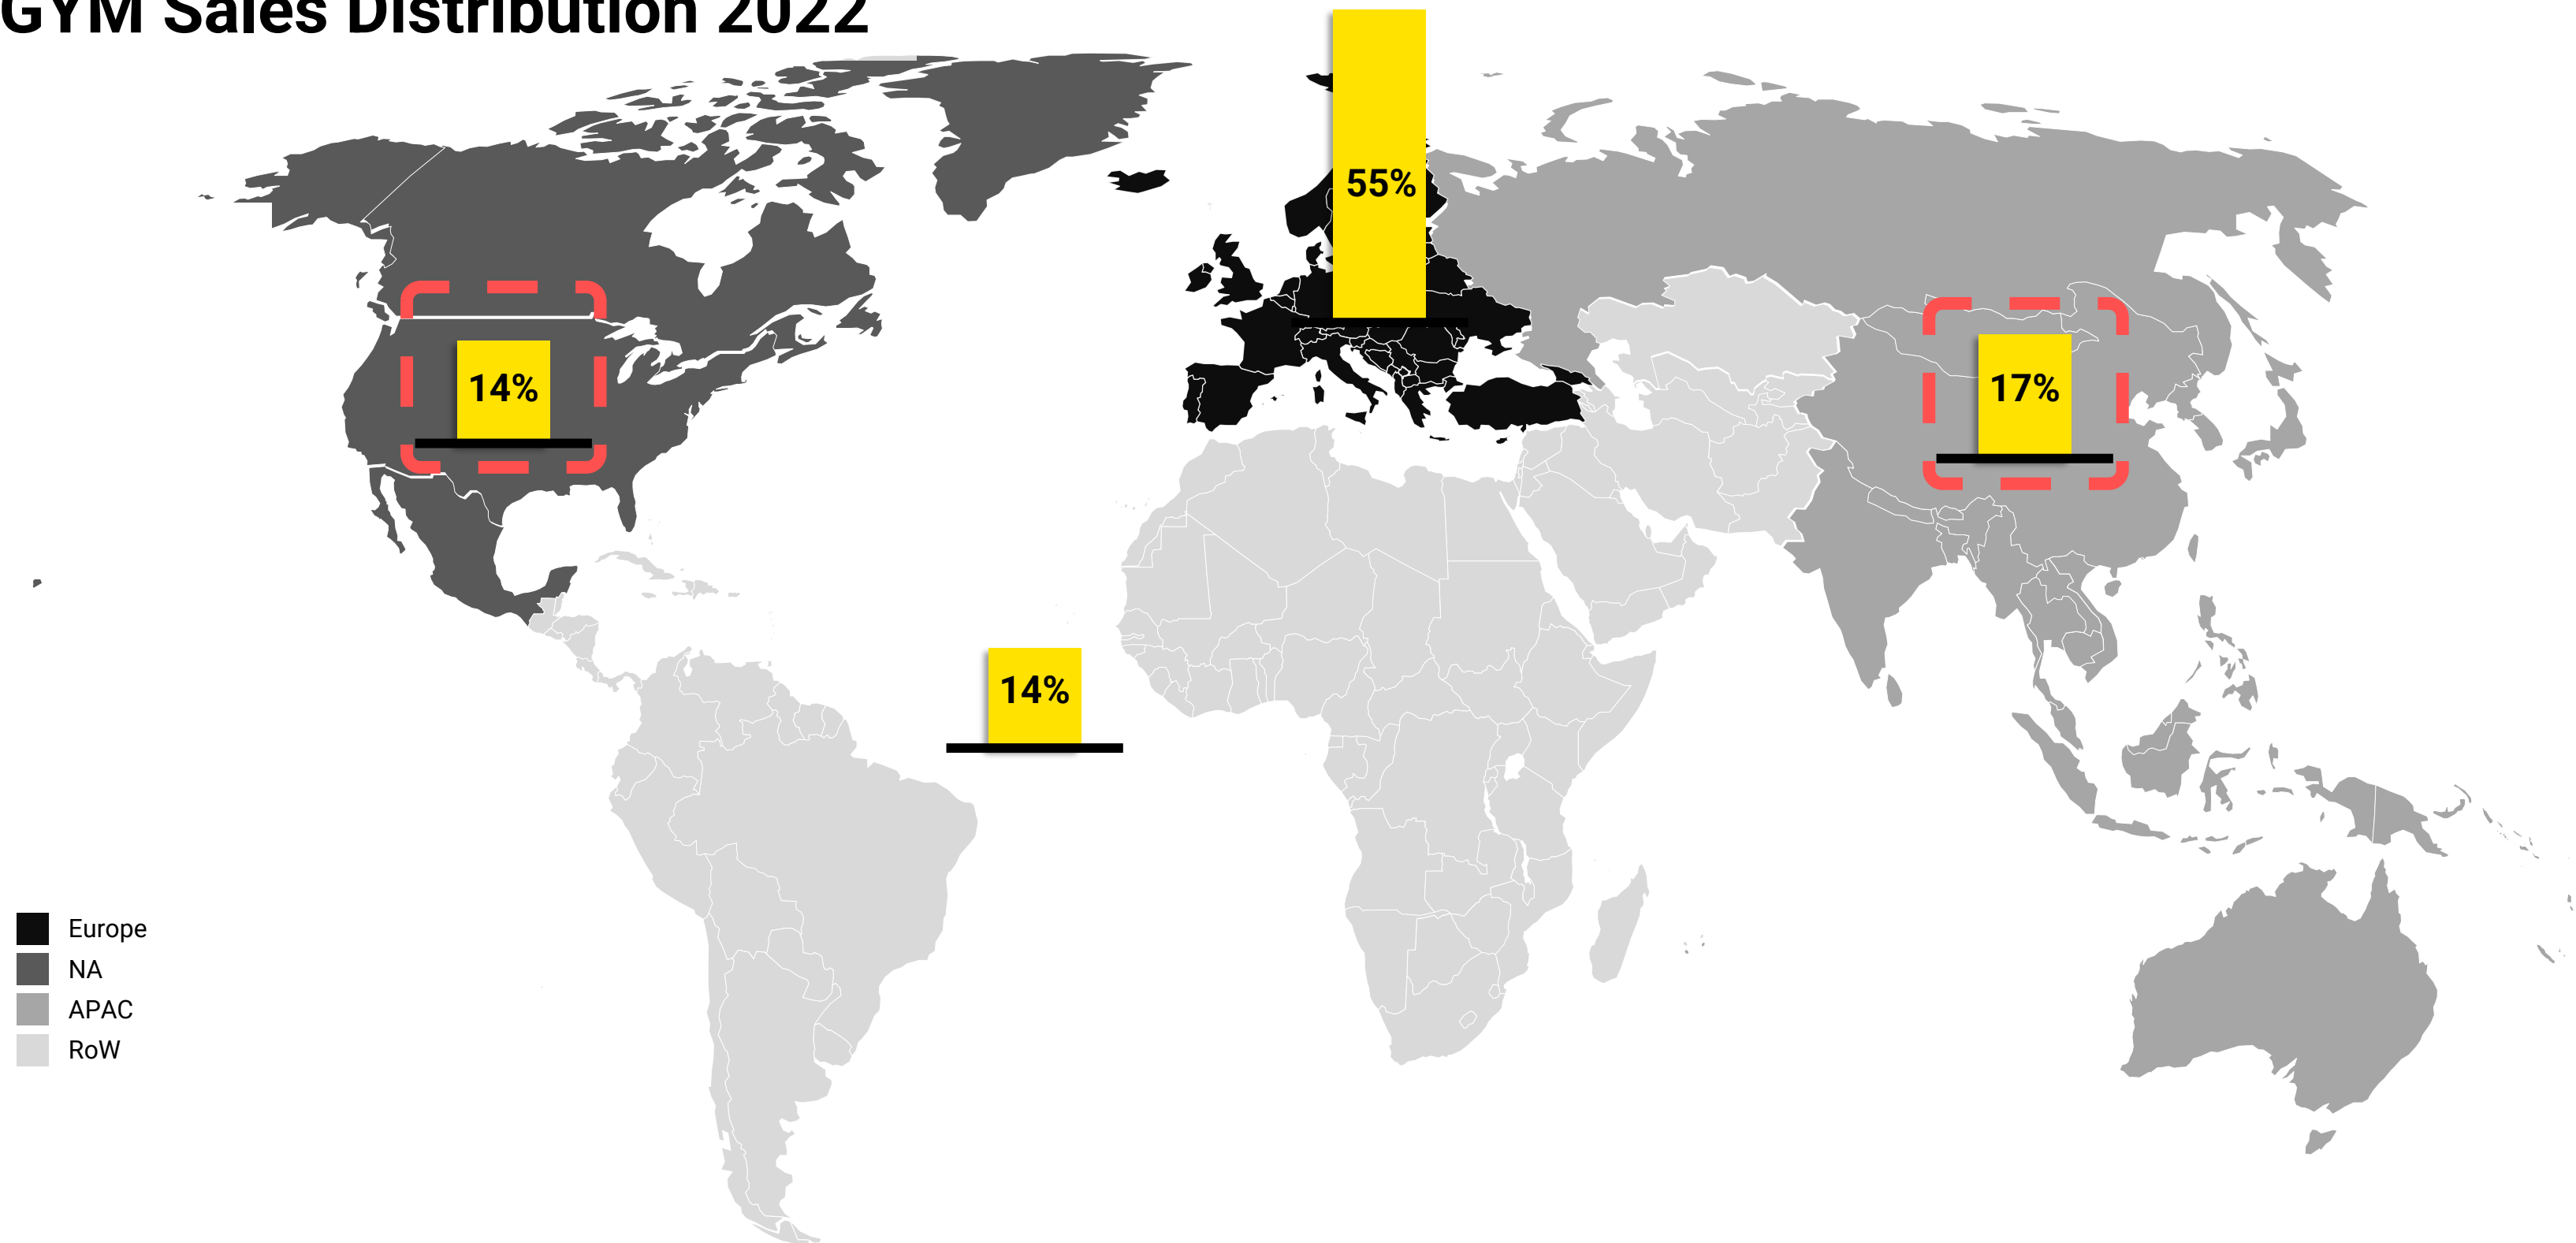 GYM Sales Distribution 2022
55%
14%
17%
14%
Europe
NA
APAC
RoW